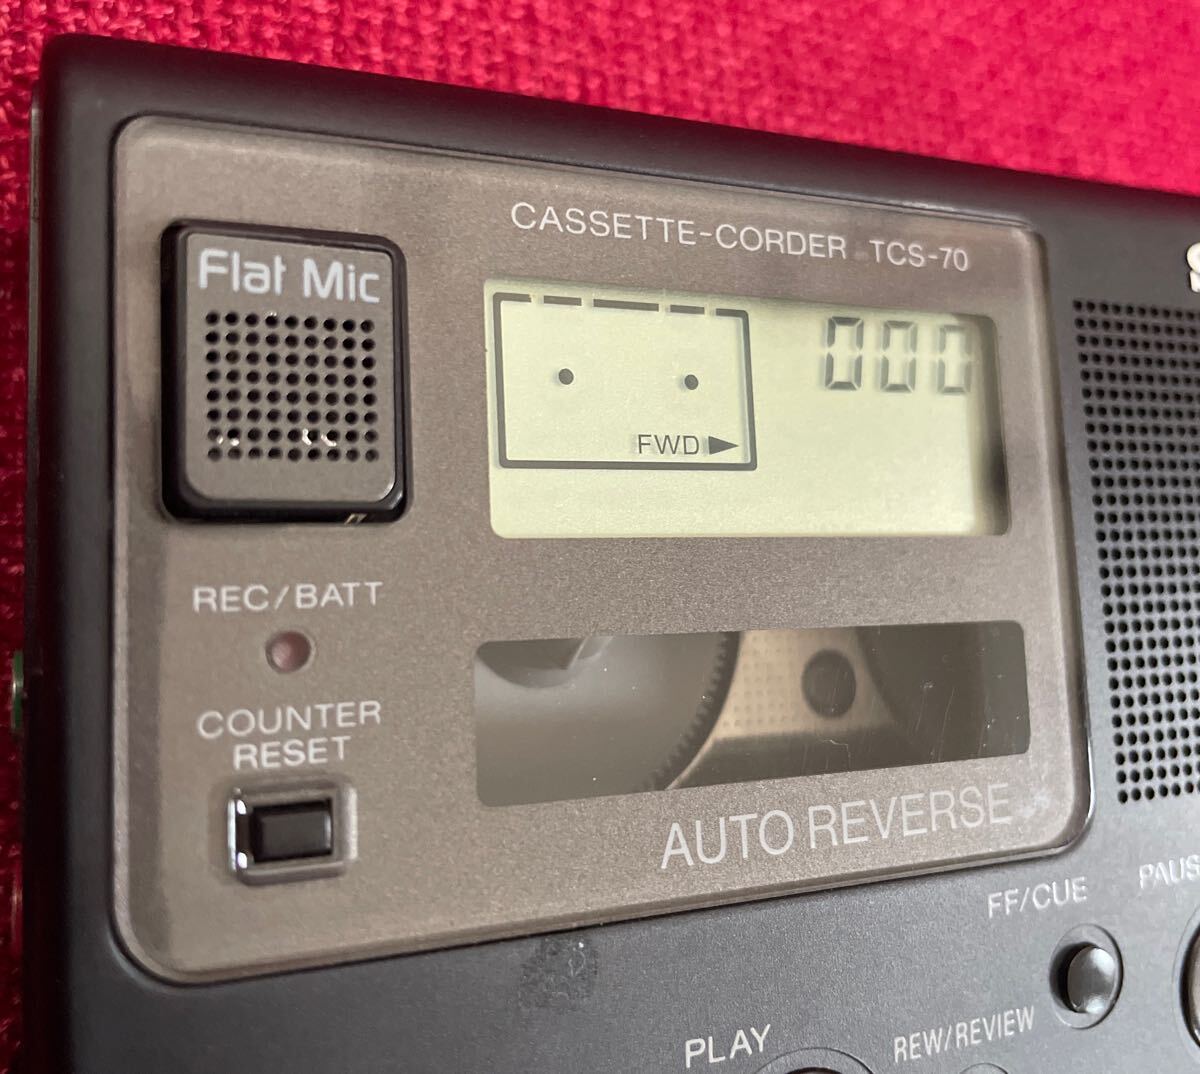 CASSETTE-CORDER TCS-70
Flat Mic
000
FWD
REC/BATT
COUNTER
RESET
AUTO REVERSE
FF/CUE
PLAY
REW/REVIEW